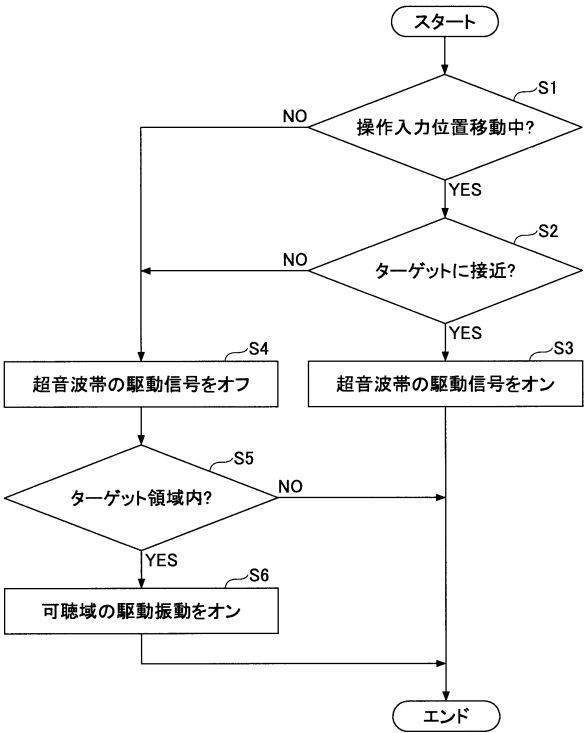 スタート
S1
操作入力位置移動中?
NO
YES
S2
ターゲットに接近?
NO
YES
S4
超音波帯の駆動信号をオフ
S3
超音波帯の駆動信号をオン
S5
ターゲット領域内?
NO
YES
S6
可聴域の駆動振動をオン
エンド